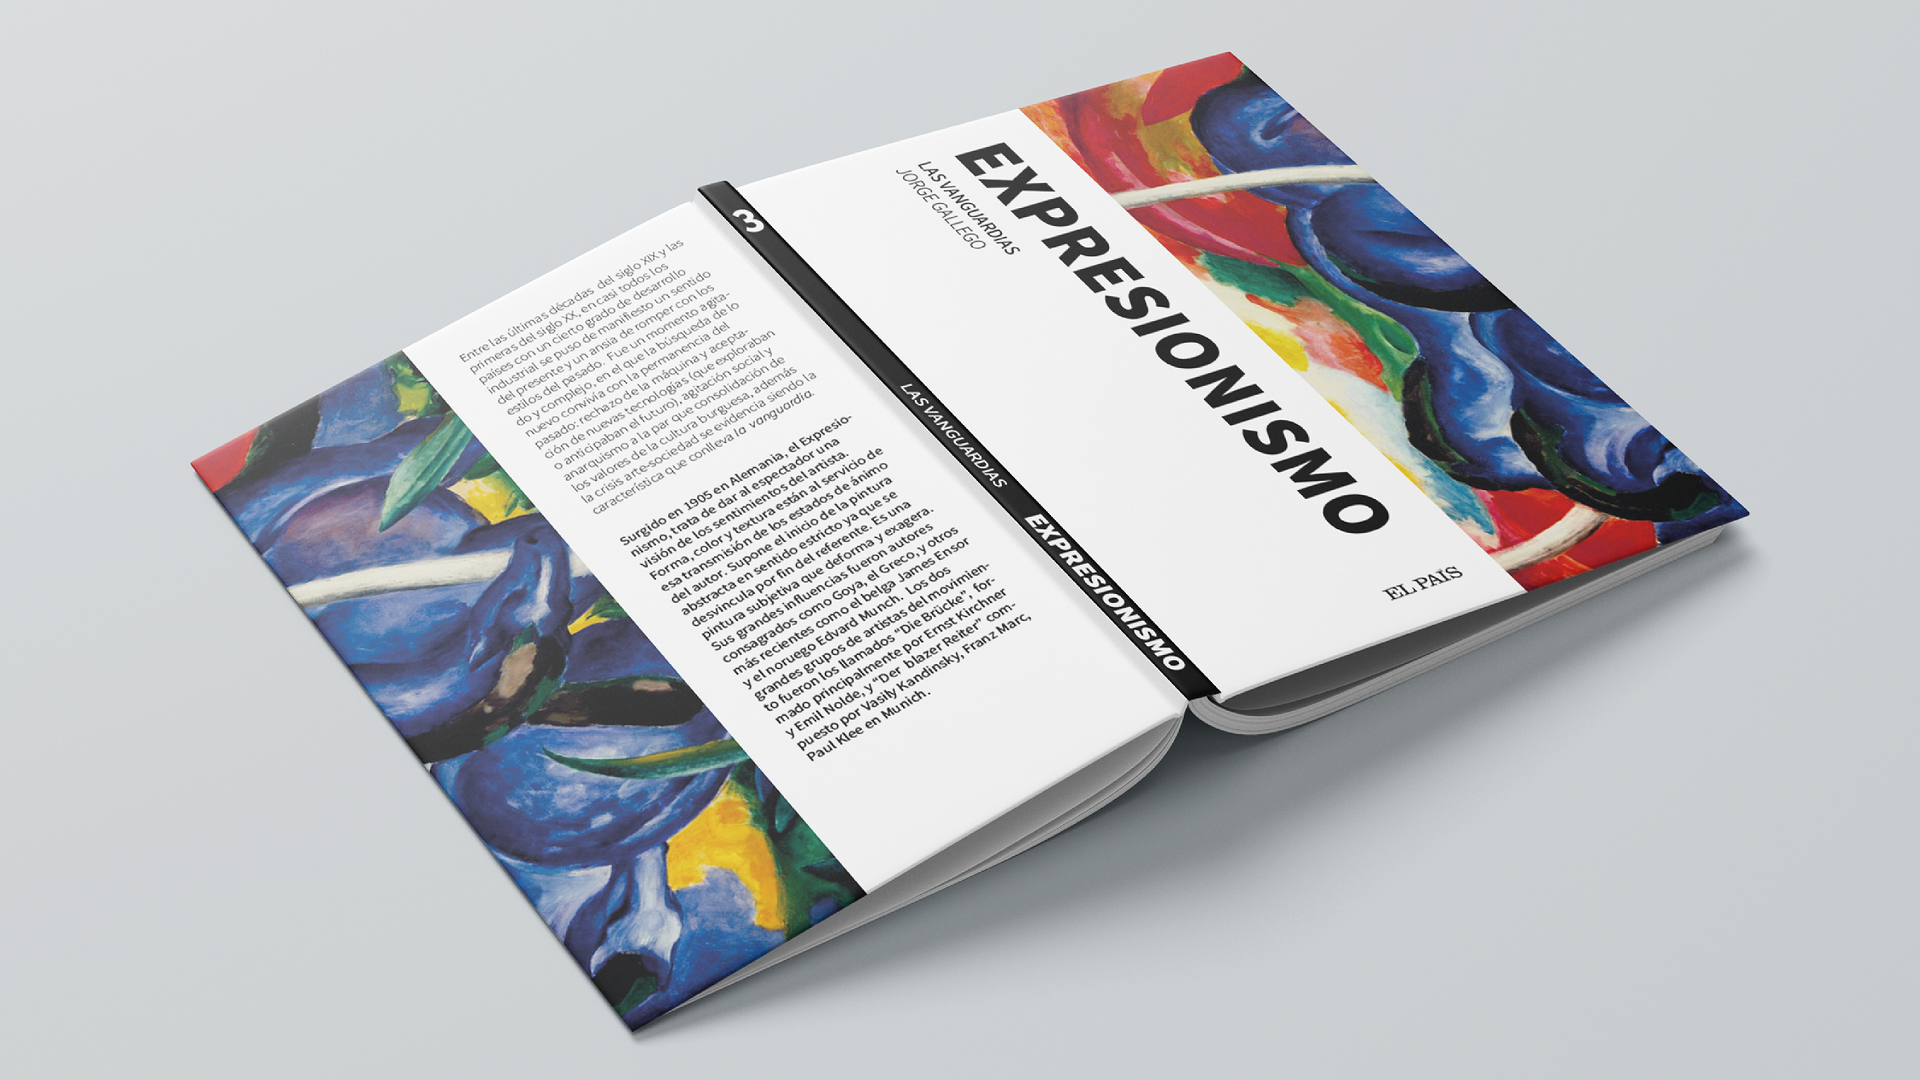 Entre las últimas décadas del siglo XIX y las
primeras del siglo XX, en casi todos los
países con un cierto grado de desarrollo
industrial se puso de manifiesto un sentido
del presente y un ansia de romper con los
estilos del pasado. Fue un momento agita-
do y complejo, en el que la búsqueda de lo
nuevo convivía con la permanencia del
pasado: rechazo de la máquina y acepta-
ción de nuevas tecnologías (que exploraban
o anticipaban el futuro), agitación social y
anarquismo a la par que consolidación de
los valores de la cultura burguesa, además
la crisis arte-sociedad se evidencia siendo la
característica que conlleva la vanguardia.
Surgido en 1905 en Alemania, el Expresio-
nismo, trata de dar al espectador una
visión de los sentimientos del artista.
Forma, color y textura están al servicio de
esa transmisión de los estados de ánimo
del autor. Supone el inicio de la pintura
abstracta en sentido estricto ya que se
desvincula por fin del referente. Es una
pintura subjetiva que deforma y exagera.
Sus grandes influencias fueron autores
consagrados como Goya, el Greco, y otros
más recientes como el belga James Ensor
y el noruego Edvard Munch. Los dos
grandes grupos de artistas del movimien-
to fueron los llamados “Die Brücke”, for-
mado principalmente por Ernst Kirchner
y Emil Nolde, y “Der blazer Reiter” com-
puesto por Vasily Kandinsky, Franz Marc,
Paul Klee en Munich.
3
LAS VANGUARDIAS
EXPRESIONISMO
EXPRESIONISMO
LAS VANGUARDIAS
JORGE GALLEGO
EL PAÍS